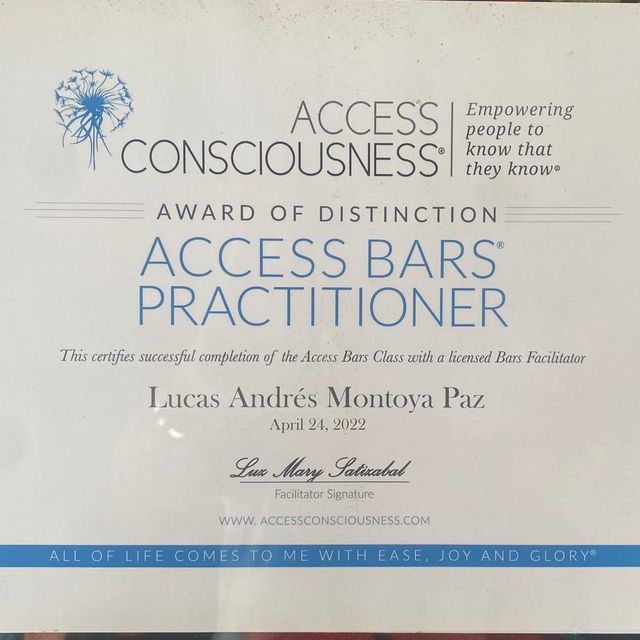 ACCESS
CONSCIOUSNESS®
Empowering
people to
know that
they know®
AWARD OF DISTINCTION
ACCESS BARS®
PRACTITIONER
This certifies successful completion of the Access Bars Class with a licensed Bars Facilitator
Lucas Andrés Montoya Paz
April 24, 2022
Luz Mary Satizabal
Facilitator Signature
WWW. ACCESSCONSCIOUSNESS.COM
ALL OF LIFE COMES TO ME WITH EASE, JOY AND GLORY®